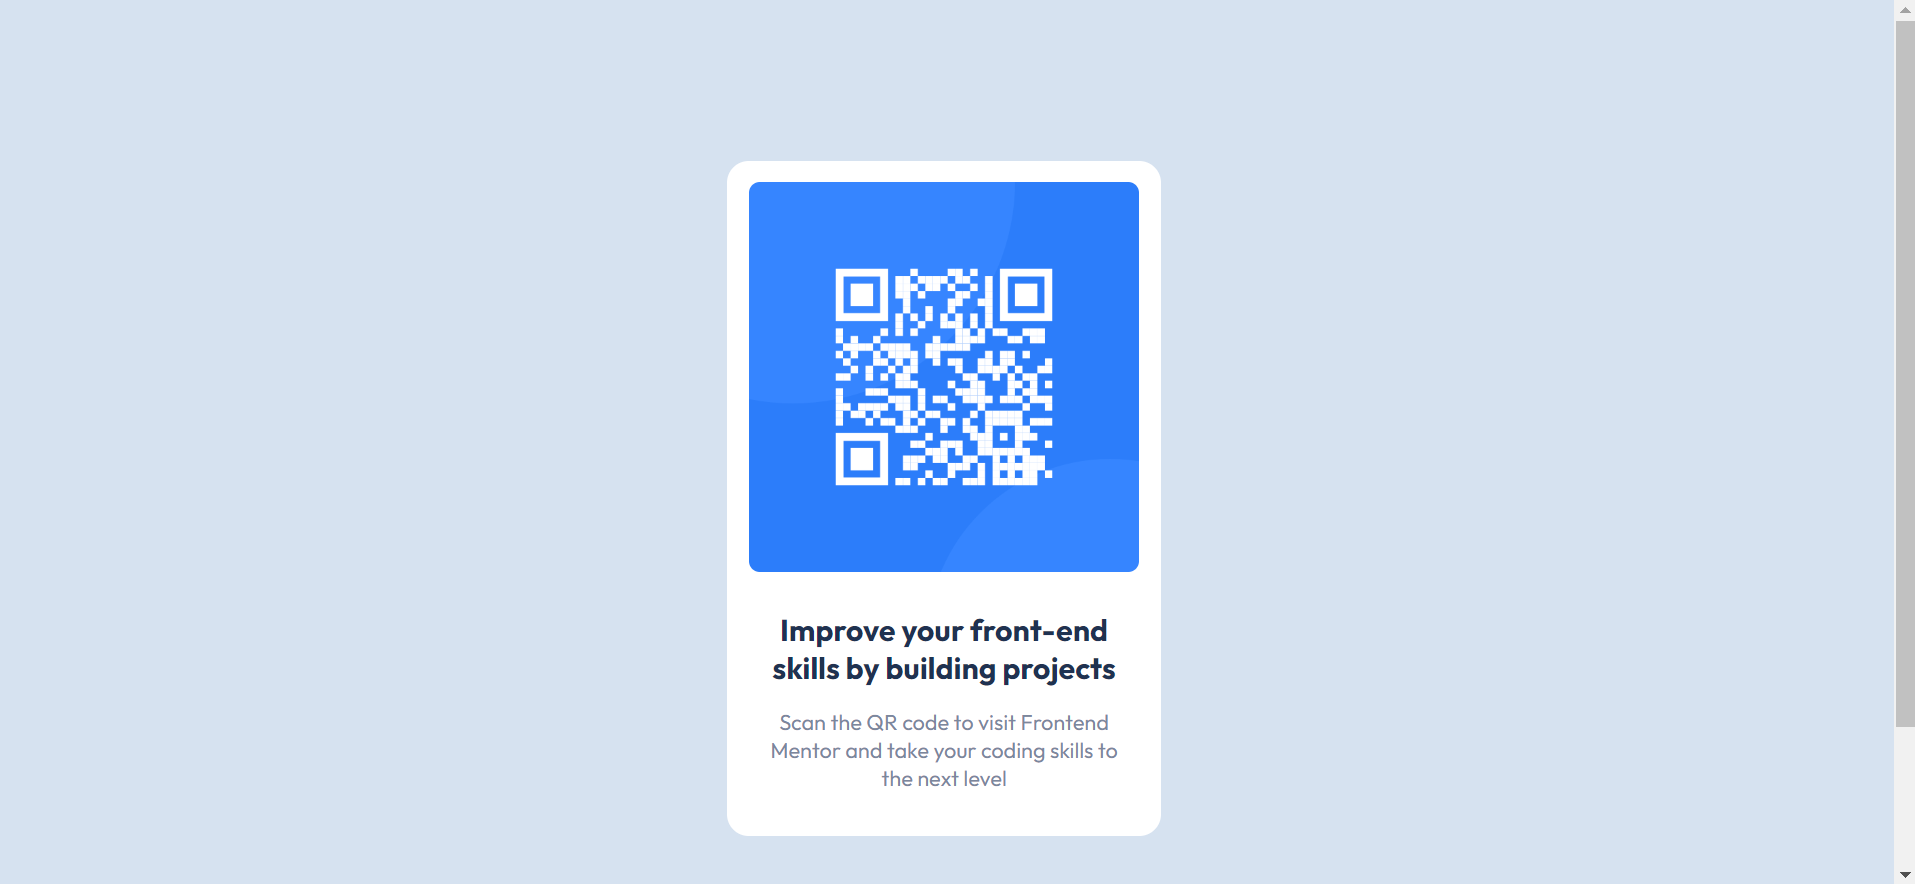 Improve your front-end
skills by building projects
Scan the QR code to visit Frontend
Mentor and take your coding skills to
the next level